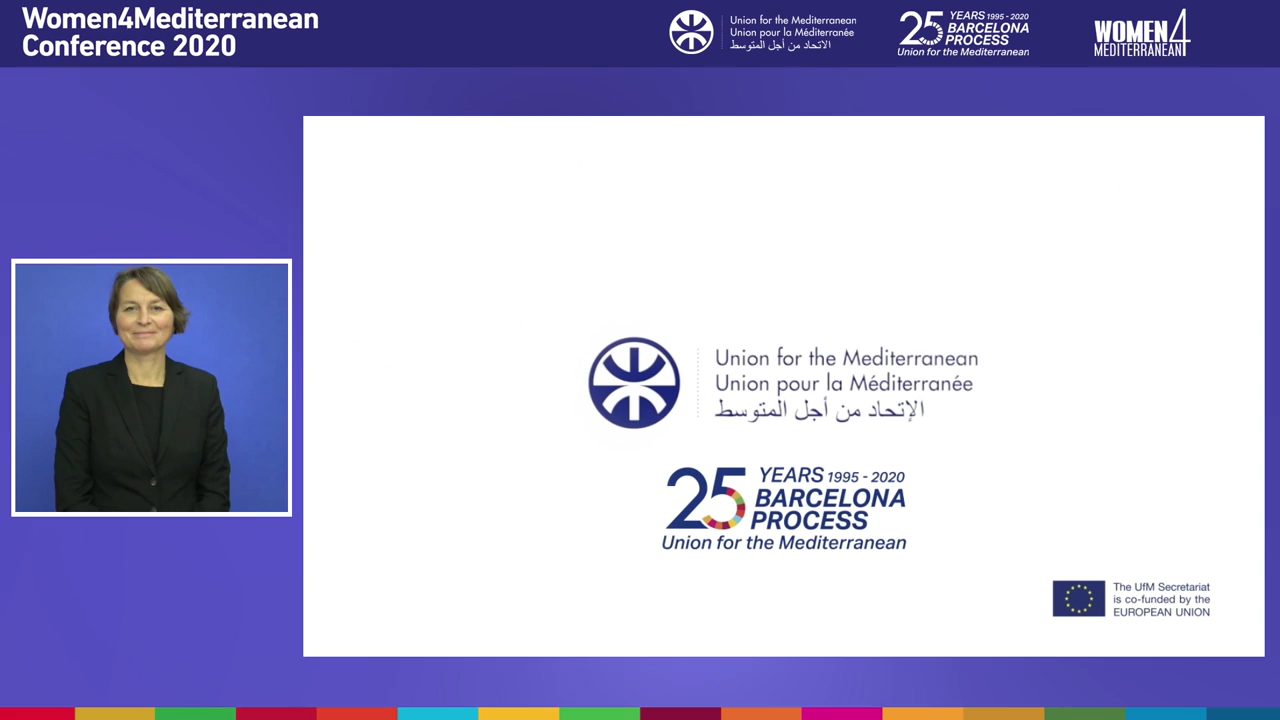 Women4Mediterranean
Conference 2020
Union for the Mediterranean
Union pour la Méditerranée
الاتحاد من أجل المتوسط
25 YEARS 1995 - 2020
BARCELONA
PROCESS
Union for the Mediterranean
WOMEN4
MEDITERRANEAN
Union for the Mediterranean
Union pour la Méditerranée
الإتحاد من أجل المتوسط
25 YEARS 1995 - 2020
BARCELONA
PROCESS
Union for the Mediterranean
The UfM Secretariat
is co-funded by the
EUROPEAN UNION